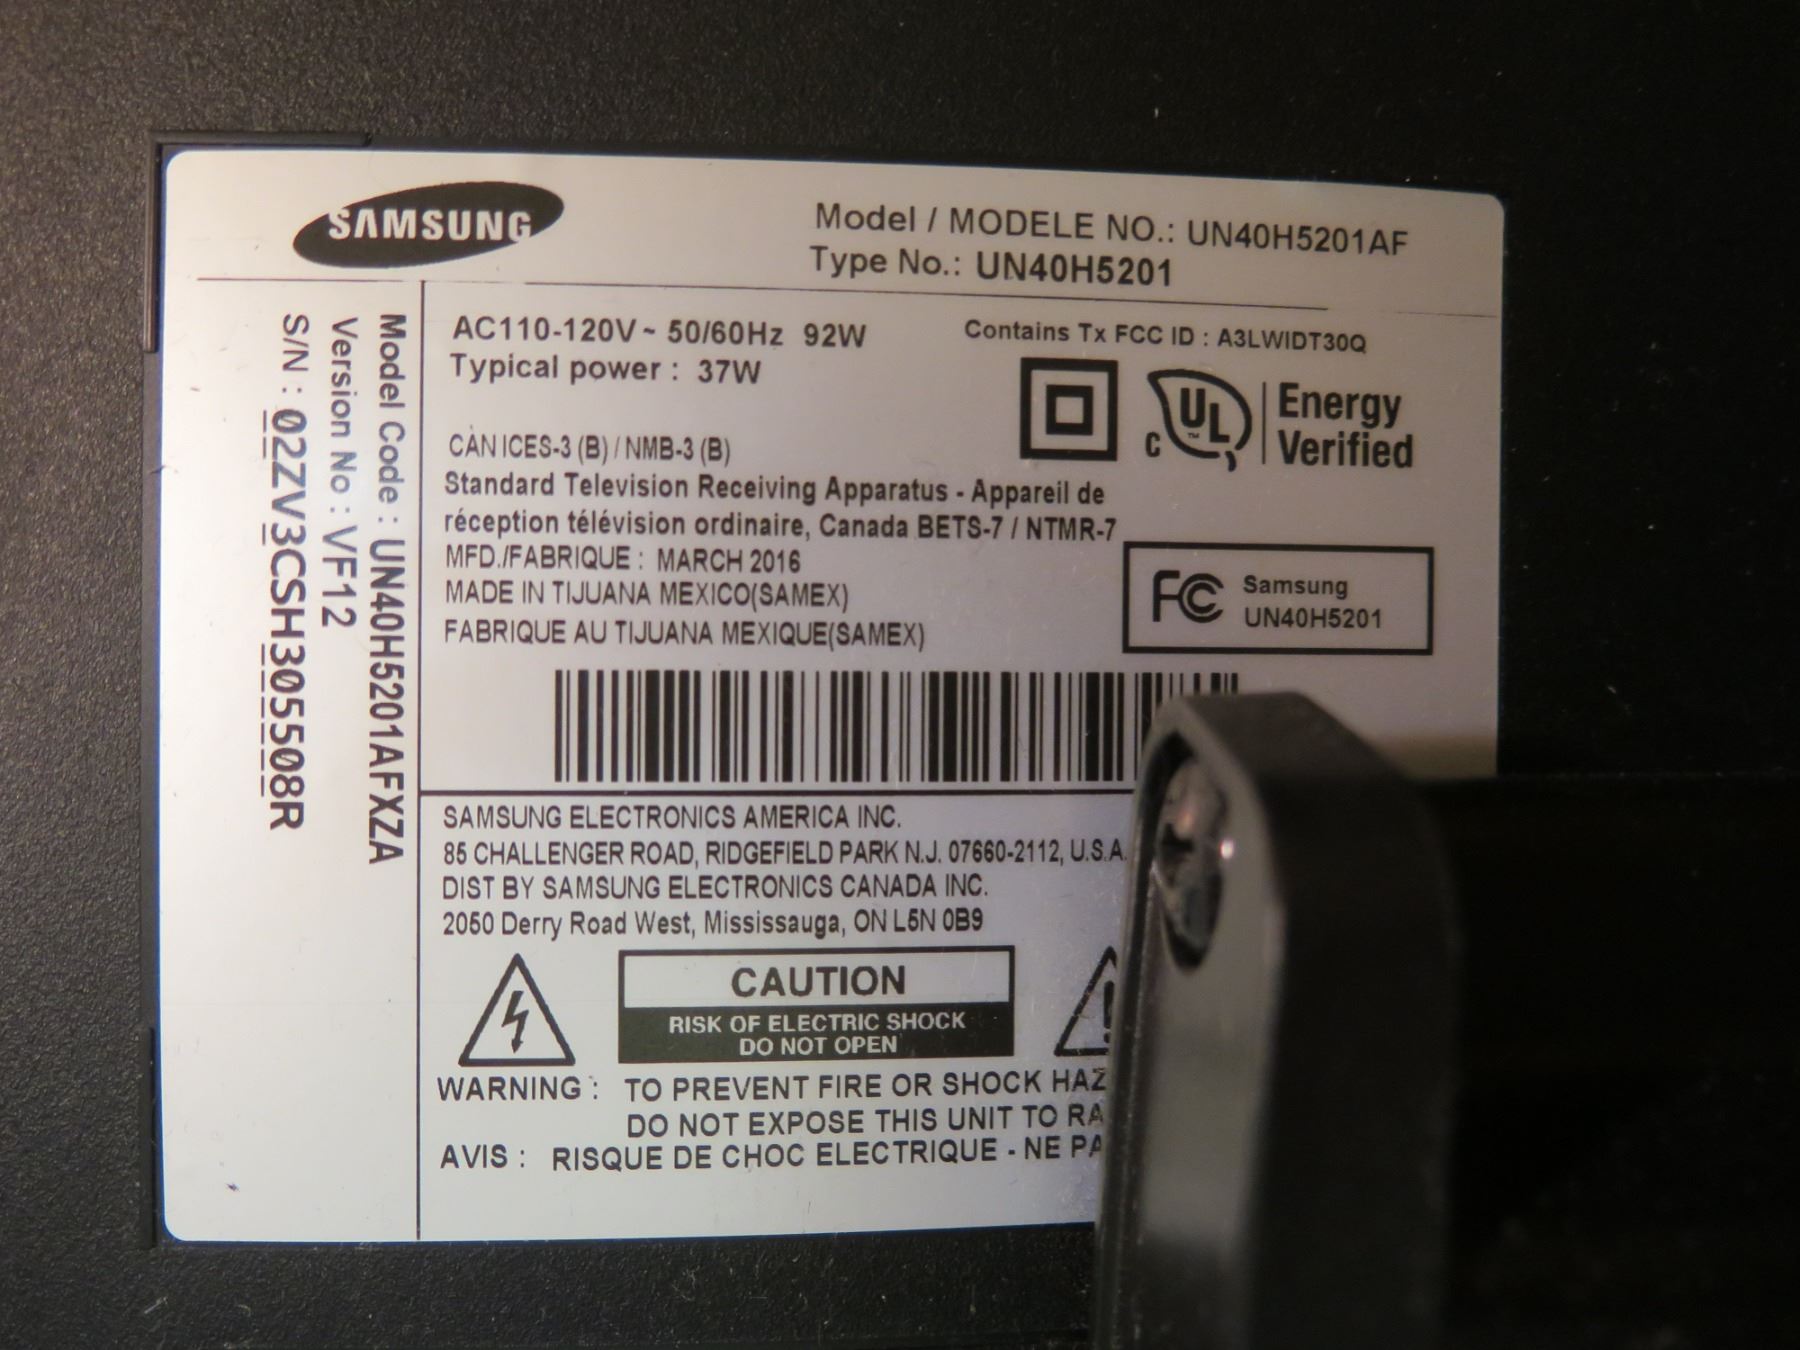 SAMSUNG
Model / MODELE NO.: UN40H5201AF
Type No.: UN40H5201
Model Code : UN40H5201AFXZA
Version No : VF12
S/N : 02ZV3CSH305508R
AC110-120V ~ 50/60Hz 92W
Typical power : 37W
Contains Tx FCC ID : A3LWIDT30Q
C UL TM
Energy
Verified
CAN ICES-3 (B) / NMB-3 (B)
Standard Television Receiving Apparatus - Appareil de
réception télévision ordinaire, Canada BETS-7 / NTMR-7
MFD./FABRIQUE : MARCH 2016
MADE IN TIJUANA MEXICO(SAMEX)
FABRIQUE AU TIJUANA MEXIQUE(SAMEX)
FC Samsung
UN40H5201
SAMSUNG ELECTRONICS AMERICA INC.
85 CHALLENGER ROAD, RIDGEFIELD PARK N.J. 07660-2112, U.S.A.
DIST BY SAMSUNG ELECTRONICS CANADA INC.
2050 Derry Road West, Mississauga, ON L5N 0B9
CAUTION
RISK OF ELECTRIC SHOCK
DO NOT OPEN
WARNING : TO PREVENT FIRE OR SHOCK HAZ
DO NOT EXPOSE THIS UNIT TO RA
AVIS : RISQUE DE CHOC ELECTRIQUE - NE PA